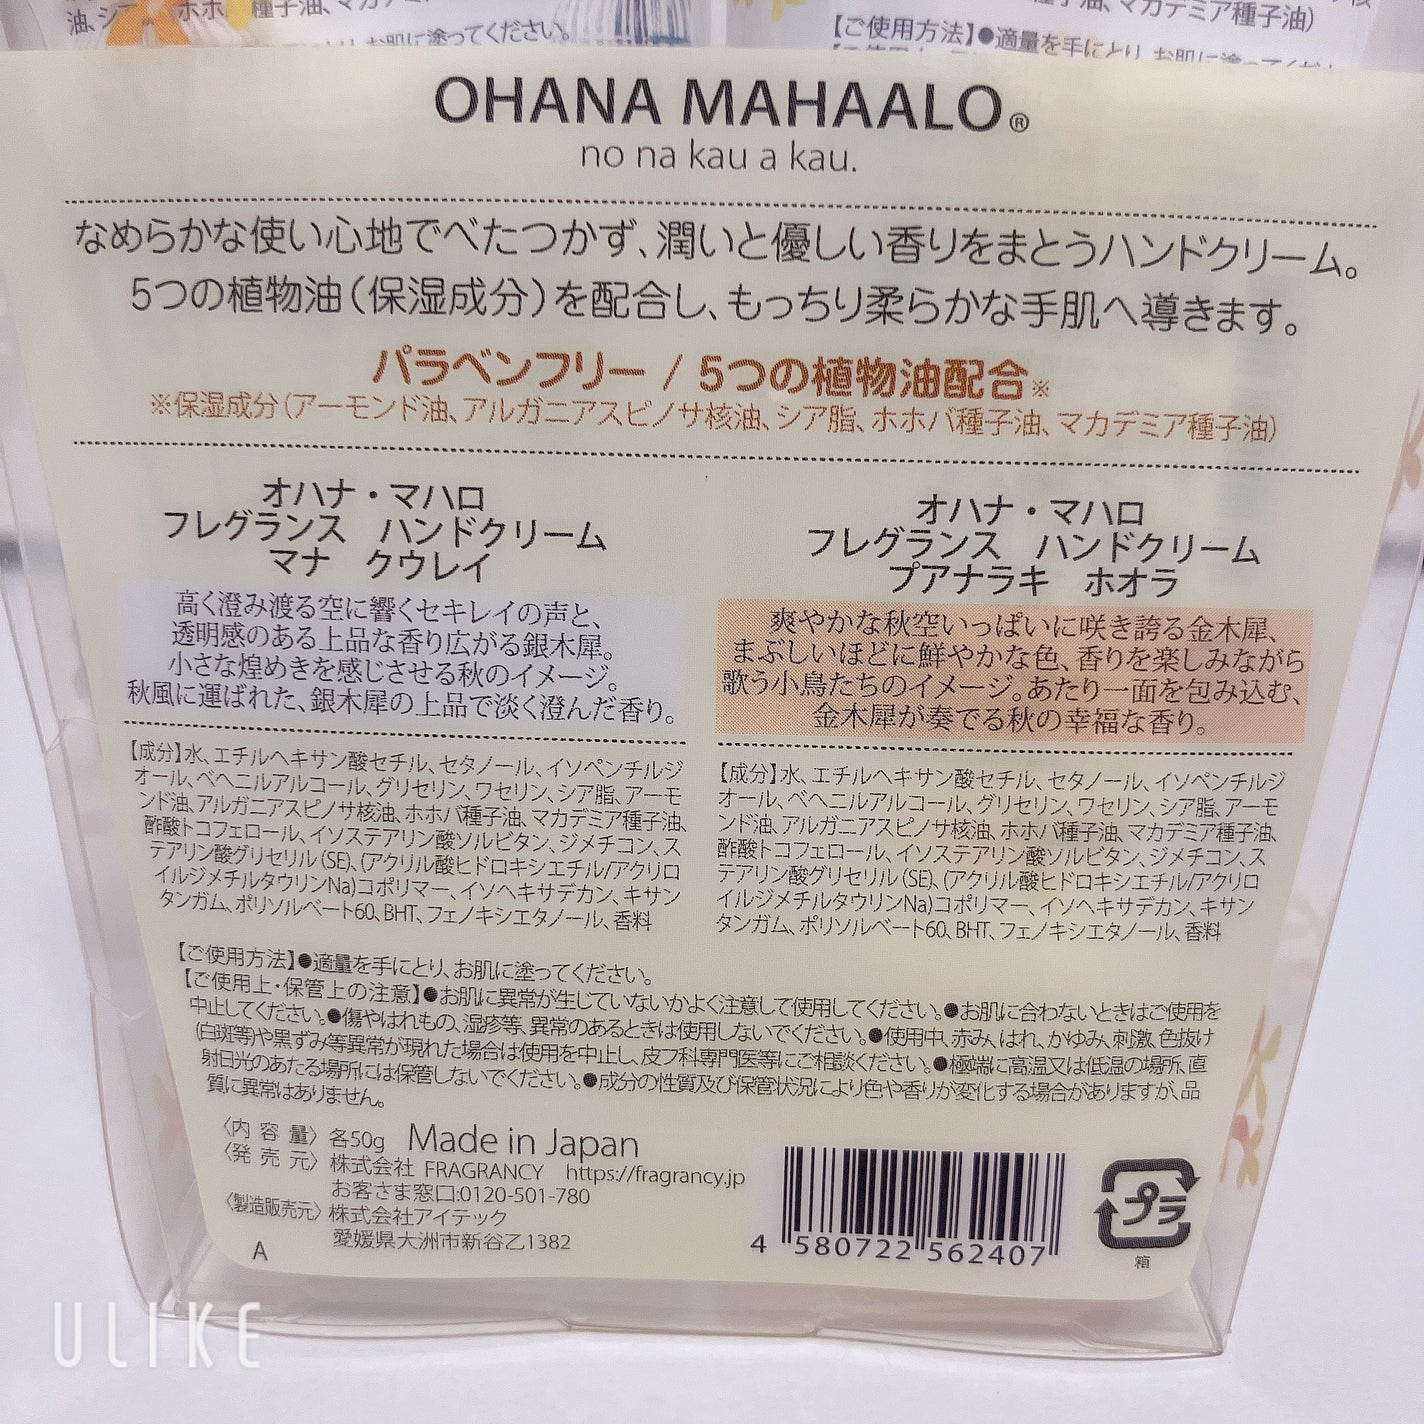 油、シア
ホホバ種子油、マカデミ
お肌に塗ってください。
マカデミア種子油)
【ご使用方法】●適量を手にとり、お肌に塗ってくだ
OHANA MAHAALO®
no na kau a kau.
なめらかな使い心地でべたつかず、潤いと優しい香りをまとうハンドクリーム。
5つの植物油(保湿成分)を配合し、もっちり柔らかな手肌へ導きます。
パラベンフリー / 5つの植物油配合※
※保湿成分(アーモンド油、アルガニアスピノサ核油、シア脂、ホホバ種子油、マカデミア種子油)
オハナ・マハロ
フレグランス ハンドクリーム
マナ クウレイ
高く澄み渡る空に響くセキレイの声と、
透明感のある上品な香り広がる銀木犀。
小さな煌めきを感じさせる秋のイメージ。
秋風に運ばれた、銀木犀の上品で淡く澄んだ香り。
【成分】水、エチルヘキサン酸セチル、セタノール、イソペンチルジ
オール、ベヘニルアルコール、グリセリン、ワセリン、シア脂、アーモ
ンド油、アルガニアスピノサ核油、ホホバ種子油、マカデミア種子油、
酢酸トコフェロール、イソステアリン酸ソルビタン、ジメチコン、ス
テアリン酸グリセリル(SE)、(アクリル酸ヒドロキシエチル/アクリロ
イルジメチルタウリンNa)コポリマー、イソヘキサデカン、キサン
タンガム、ポリソルベート60、BHT、フェノキシエタノール、香料
オハナ・マハロ
フレグランス ハンドクリーム
プアナラキ ホオラ
爽やかな秋空いっぱいに咲き誇る金木犀、
まぶしいほどに鮮やかな色、香りを楽しみながら
歌う小鳥たちのイメージ。あたり一面を包み込む、
金木犀が奏でる秋の幸福な香り。
【成分】水、エチルヘキサン酸セチル、セタノール、イソペンチルジ
オール、ベヘニルアルコール、グリセリン、ワセリン、シア脂、アーモ
ンド油、アルガニアスピノサ核油、ホホバ種子油、マカデミア種子油、
酢酸トコフェロール、イソステアリン酸ソルビタン、ジメチコン、ス
テアリン酸グリセリル(SE)、(アクリル酸ヒドロキシエチル/アクリロ
イルジメチルタウリンNa)コポリマー、イソヘキサデカン、キサン
タンガム、ポリソルベート60、BHT、フェノキシエタノール、香料
【ご使用方法】●適量を手にとり、お肌に塗ってください。
【ご使用上・保管上の注意】●お肌に異常が生じていないかよく注意して使用してください。●お肌に合わないときはご使用を
中止してください。●傷やはれもの、湿疹等、異常のあるときは使用しないでください。●使用中、赤み、はれ、かゆみ、刺激、色抜け
(白斑等)や黒ずみ等異常が現れた場合は使用を中止し、皮フ科専門医等にご相談ください。●極端に高温又は低温の場所、直
射日光のあたる場所には保管しないでください。●成分の性質及び保管状況により色や香りが変化する場合がありますが、品
質に異常はありません。
〈内 容 量〉各50g Made in Japan
〈発 売 元〉株式会社 FRAGRANCY https://fragrancy.jp
お客さま窓口:0120-501-780
〈製造販売元〉株式会社アイテック
愛媛県大洲市新谷乙1382
A
4 580722 562407
プラ
箱
ULIKE